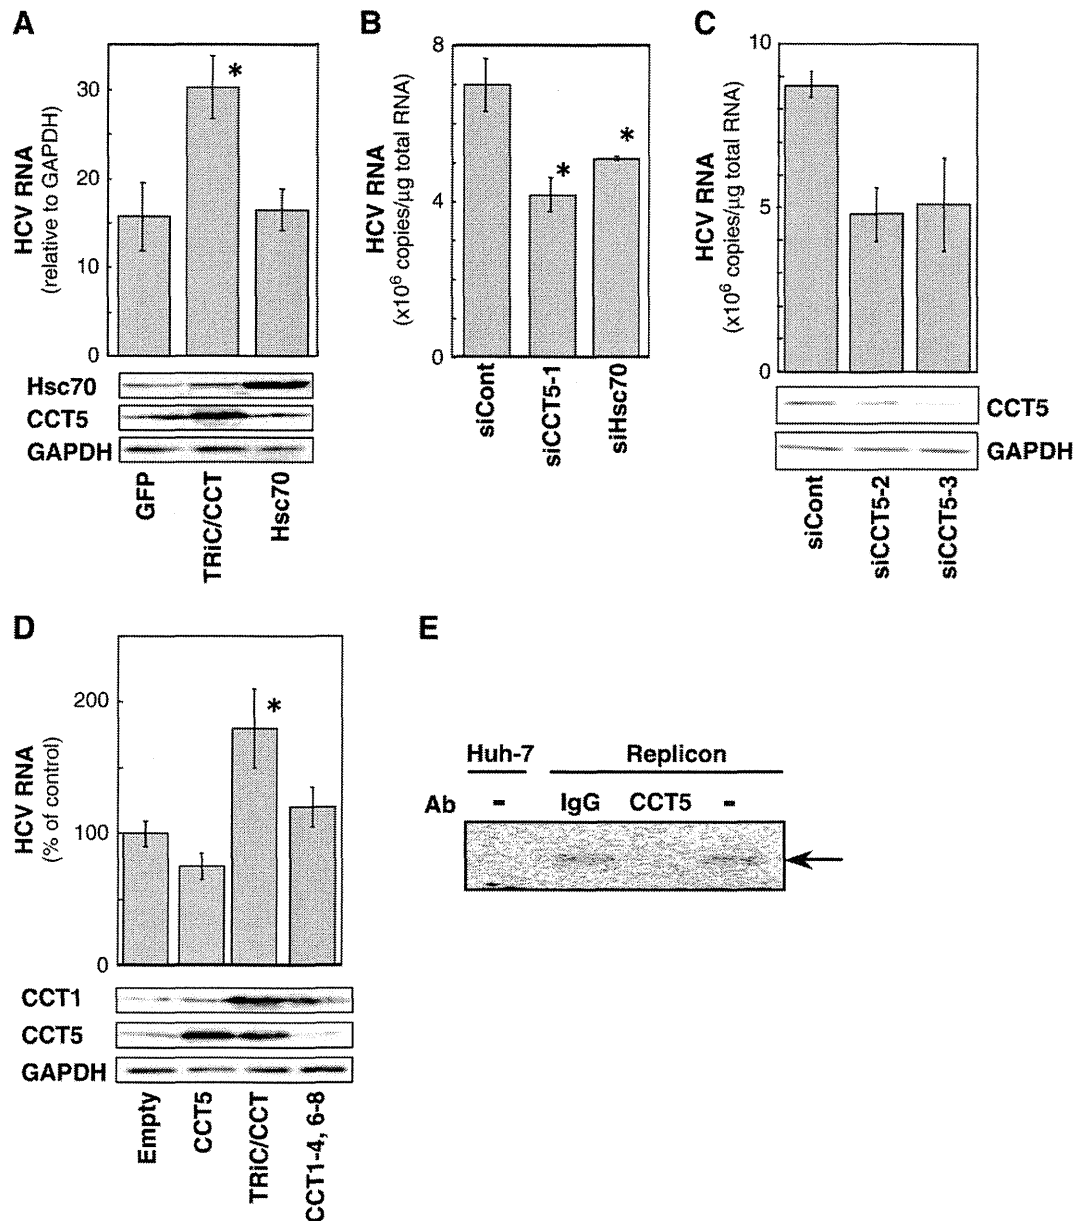 A
HCV RNA
(relative to GAPDH)
30
20
10
0
*
Hsc70
CCT5
GAPDH
GFP
TRiC/CCT
Hsc70
B
HCV RNA
(x10⁶ copies/µg total RNA)
8
4
0
*
*
siCont
siCCT5-1
siHsc70
C
HCV RNA
(x10⁶ copies/µg total RNA)
10
5
0
CCT5
GAPDH
siCont
siCCT5-2
siCCT5-3
D
HCV RNA
(% of control)
200
100
0
*
CCT1
CCT5
GAPDH
Empty
CCT5
TRiC/CCT
CCT1-4, 6-8
E
Huh-7 Replicon
Ab - IgG CCT5 -